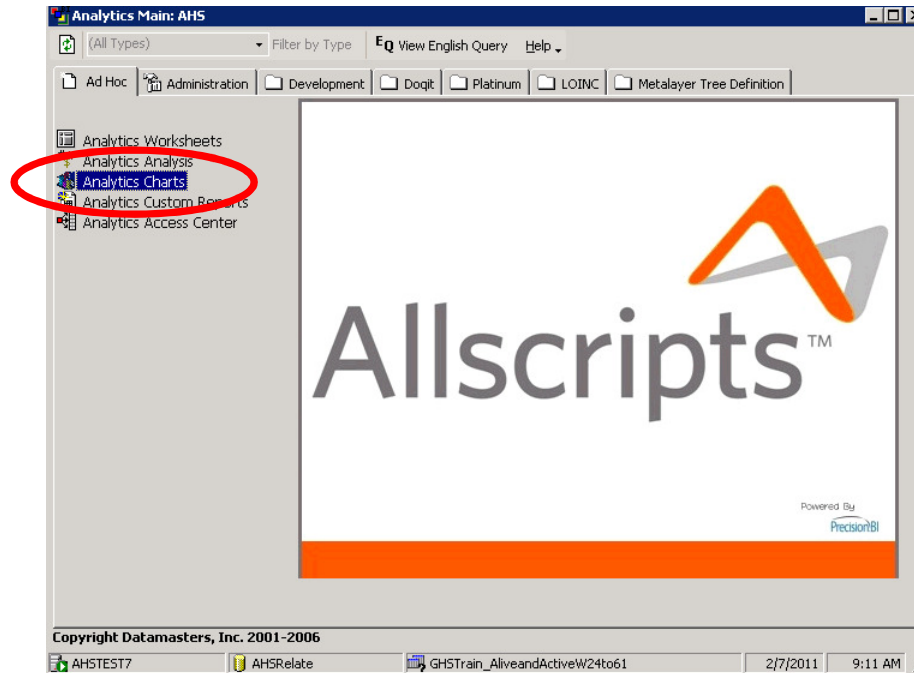 Analytics Main: AHS
(All Types) Filter by Type EQ View English Query Help
Ad Hoc Administration Development Doqit Platinum LOINC Metalayer Tree Definition
Analytics Worksheets
Analytics Analysis
Analytics Charts
Analytics Custom Reports
Analytics Access Center
Allscripts™
Powered By
PrecisionBI
Copyright Datamasters, Inc. 2001-2006
AHSTEST7 AHSRelate GHSTrain_AliveandActiveW24to61 2/7/2011 9:11 AM